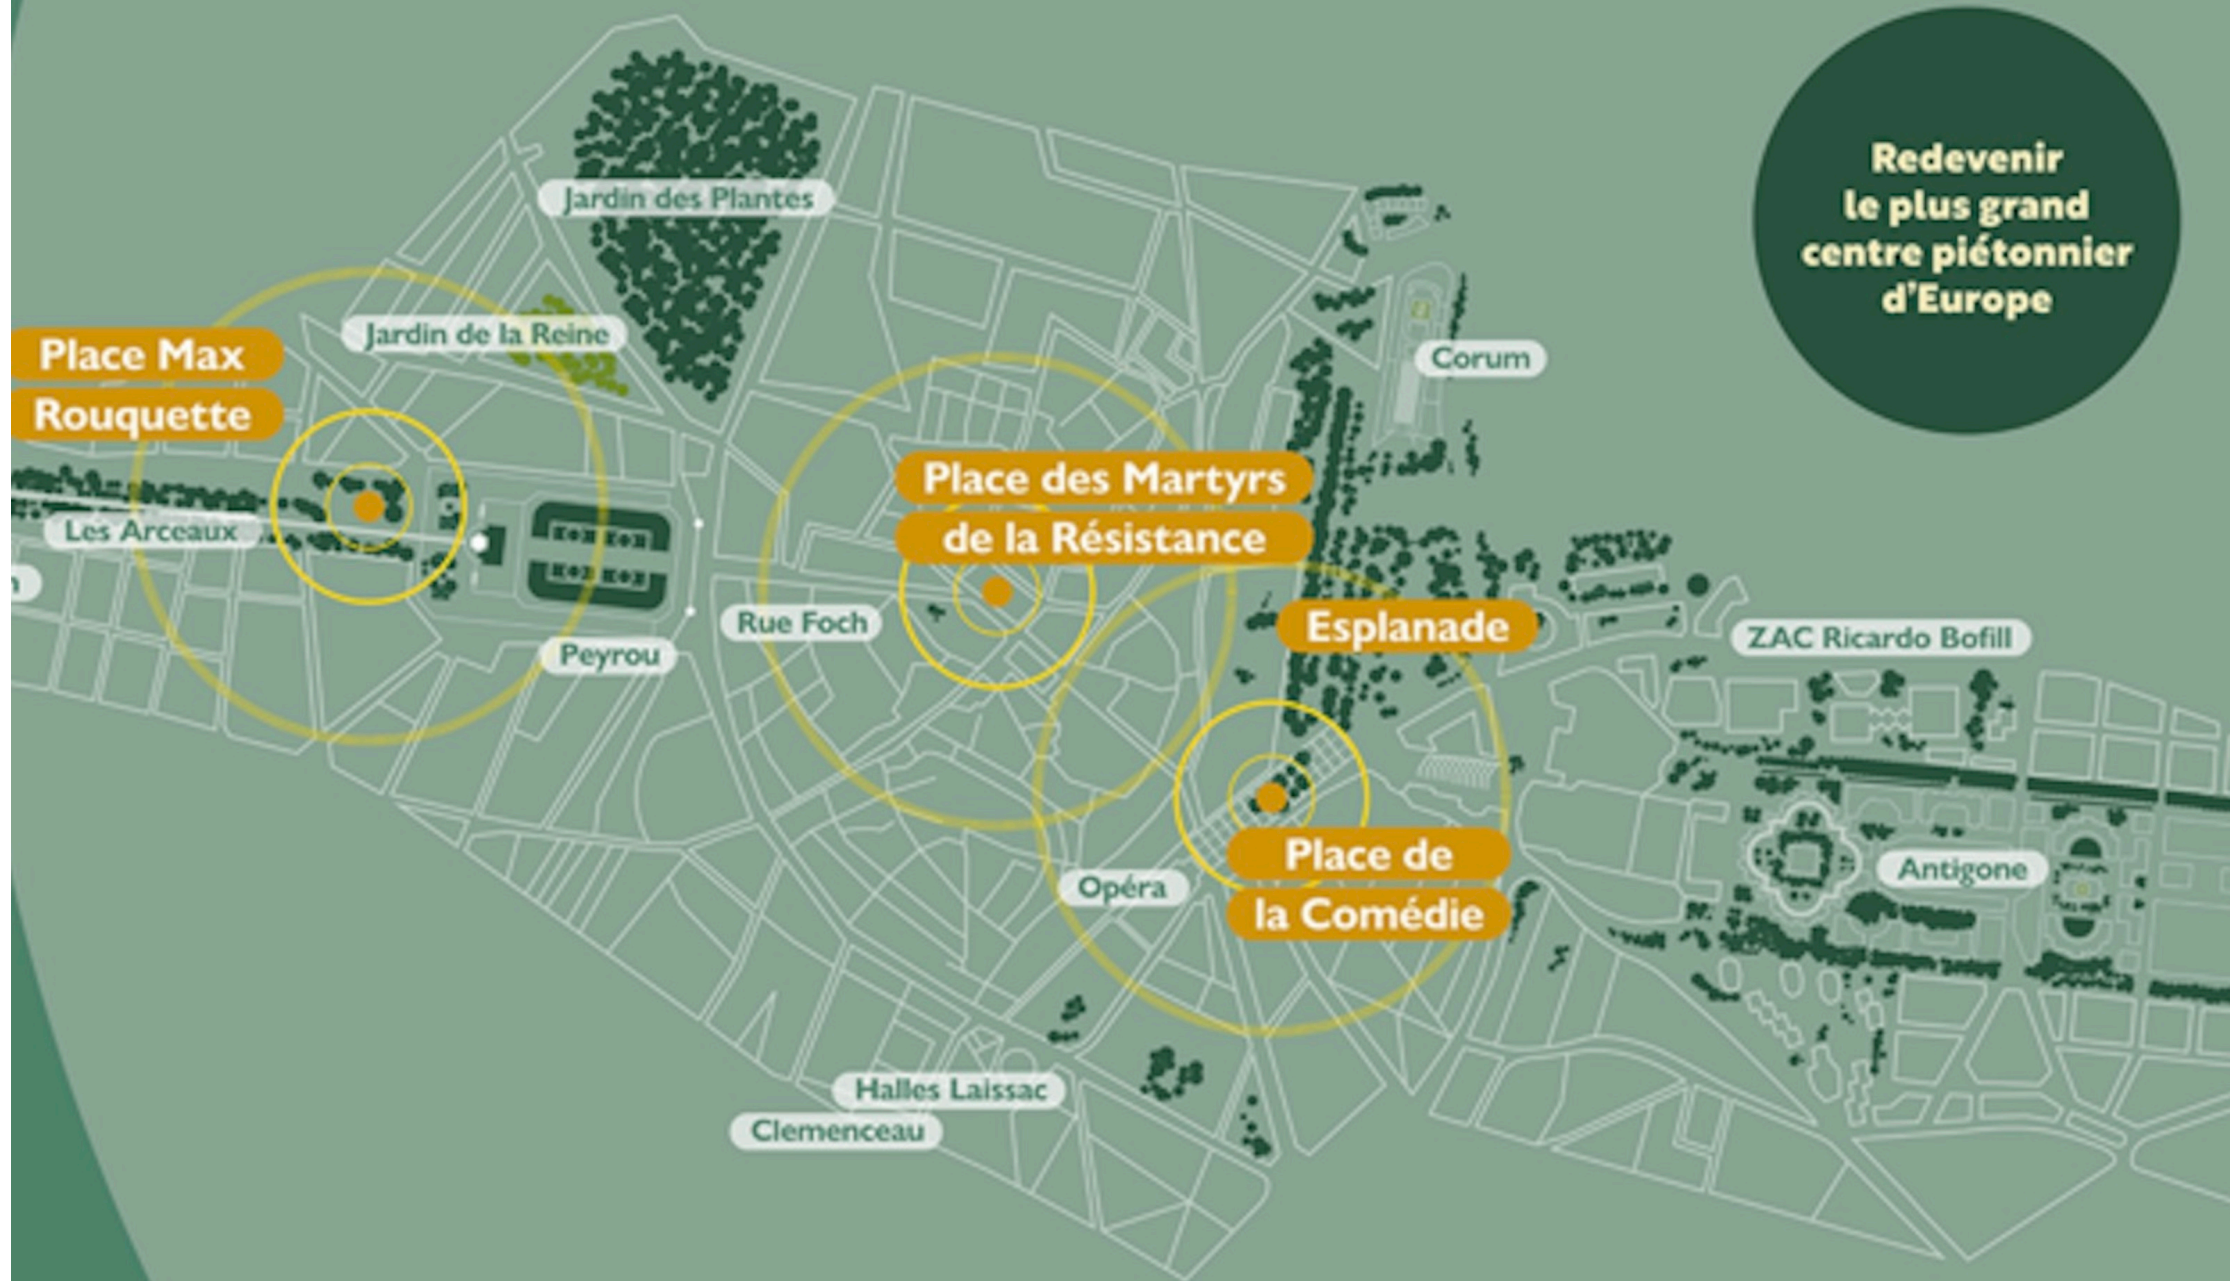 Redevenir
le plus grand
centre piétonnier
d'Europe
Jardin des Plantes
Jardin de la Reine
Place Max
Rouquette
Corum
Place des Martyrs
de la Résistance
Les Arceaux
Rue Foch
Esplanade
ZAC Ricardo Bofill
Peyrou
Place de
la Comédie
Opéra
Antigone
Halles Laissac
Clemenceau